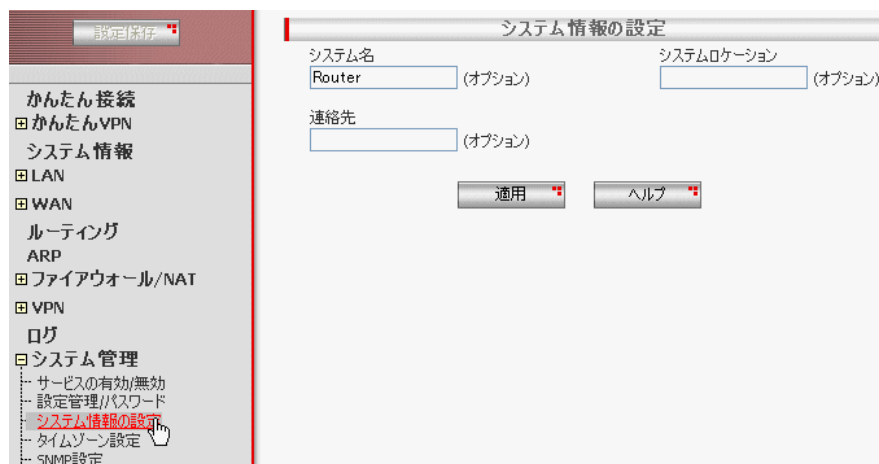 設定保存
かんたん接続
かんたんVPN
システム情報
LAN
WAN
ルーティング
ARP
ファイアウォール/NAT
VPN
ログ
システム管理
サービスの有効/無効
設定管理/パスワード
システム情報の設定
タイムゾーン設定
SNMP設定
システム情報の設定
システム名
システムロケーション
Router (オプション)
(オプション)
連絡先
(オプション)
適用
ヘルプ